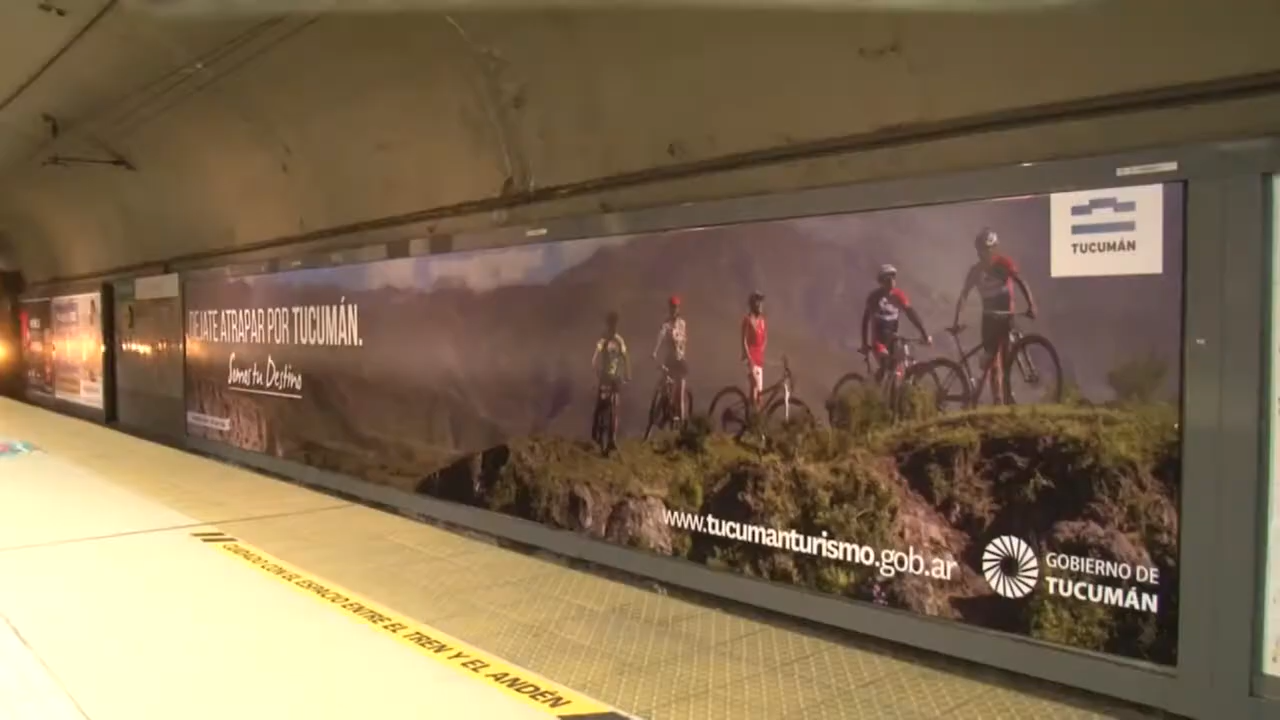 DEJATE ATRAPAR POR TUCUMÁN.
Somos tu Destino
TUCUMÁN
www.tucumanturismo.gob.ar
GOBIERNO DE
TUCUMÁN
CUIDADO CON EL ESPACIO ENTRE EL TREN Y EL ANDÉN